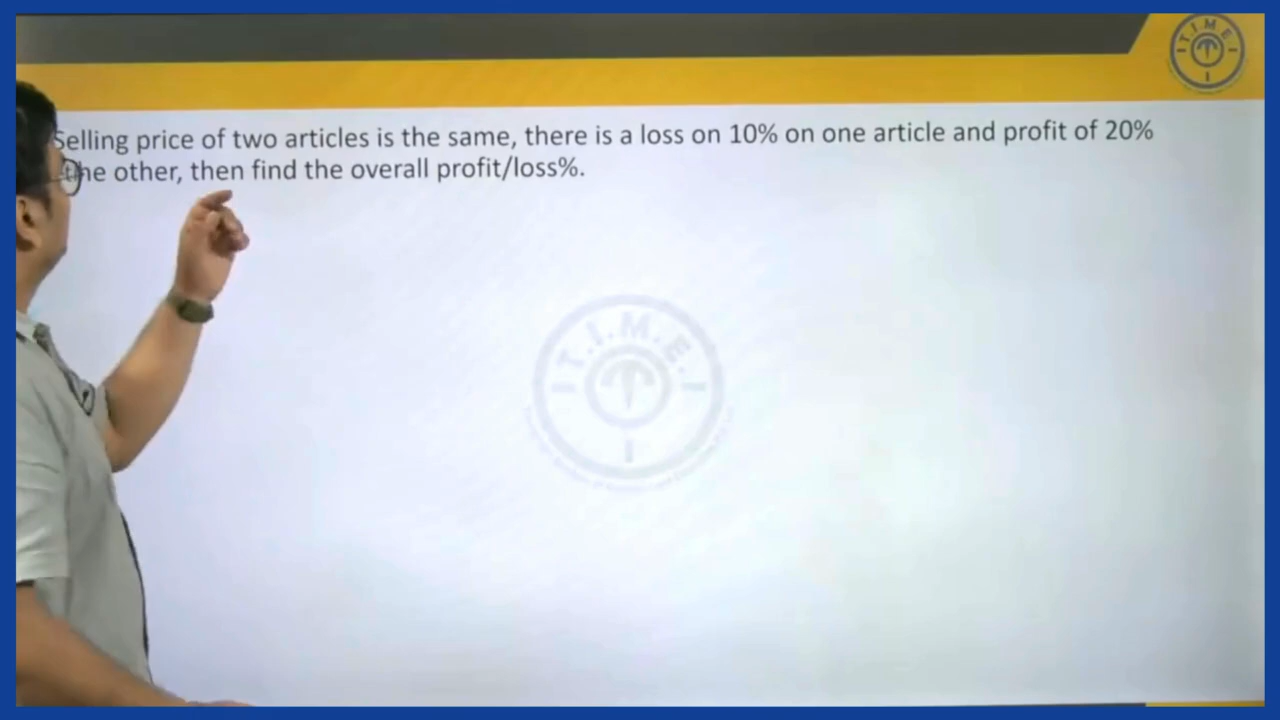 Selling price of two articles is the same, there is a loss on 10% on one article and profit of 20%
the other, then find the overall profit/loss%.
T.I.M.E.
T.I.M.E.